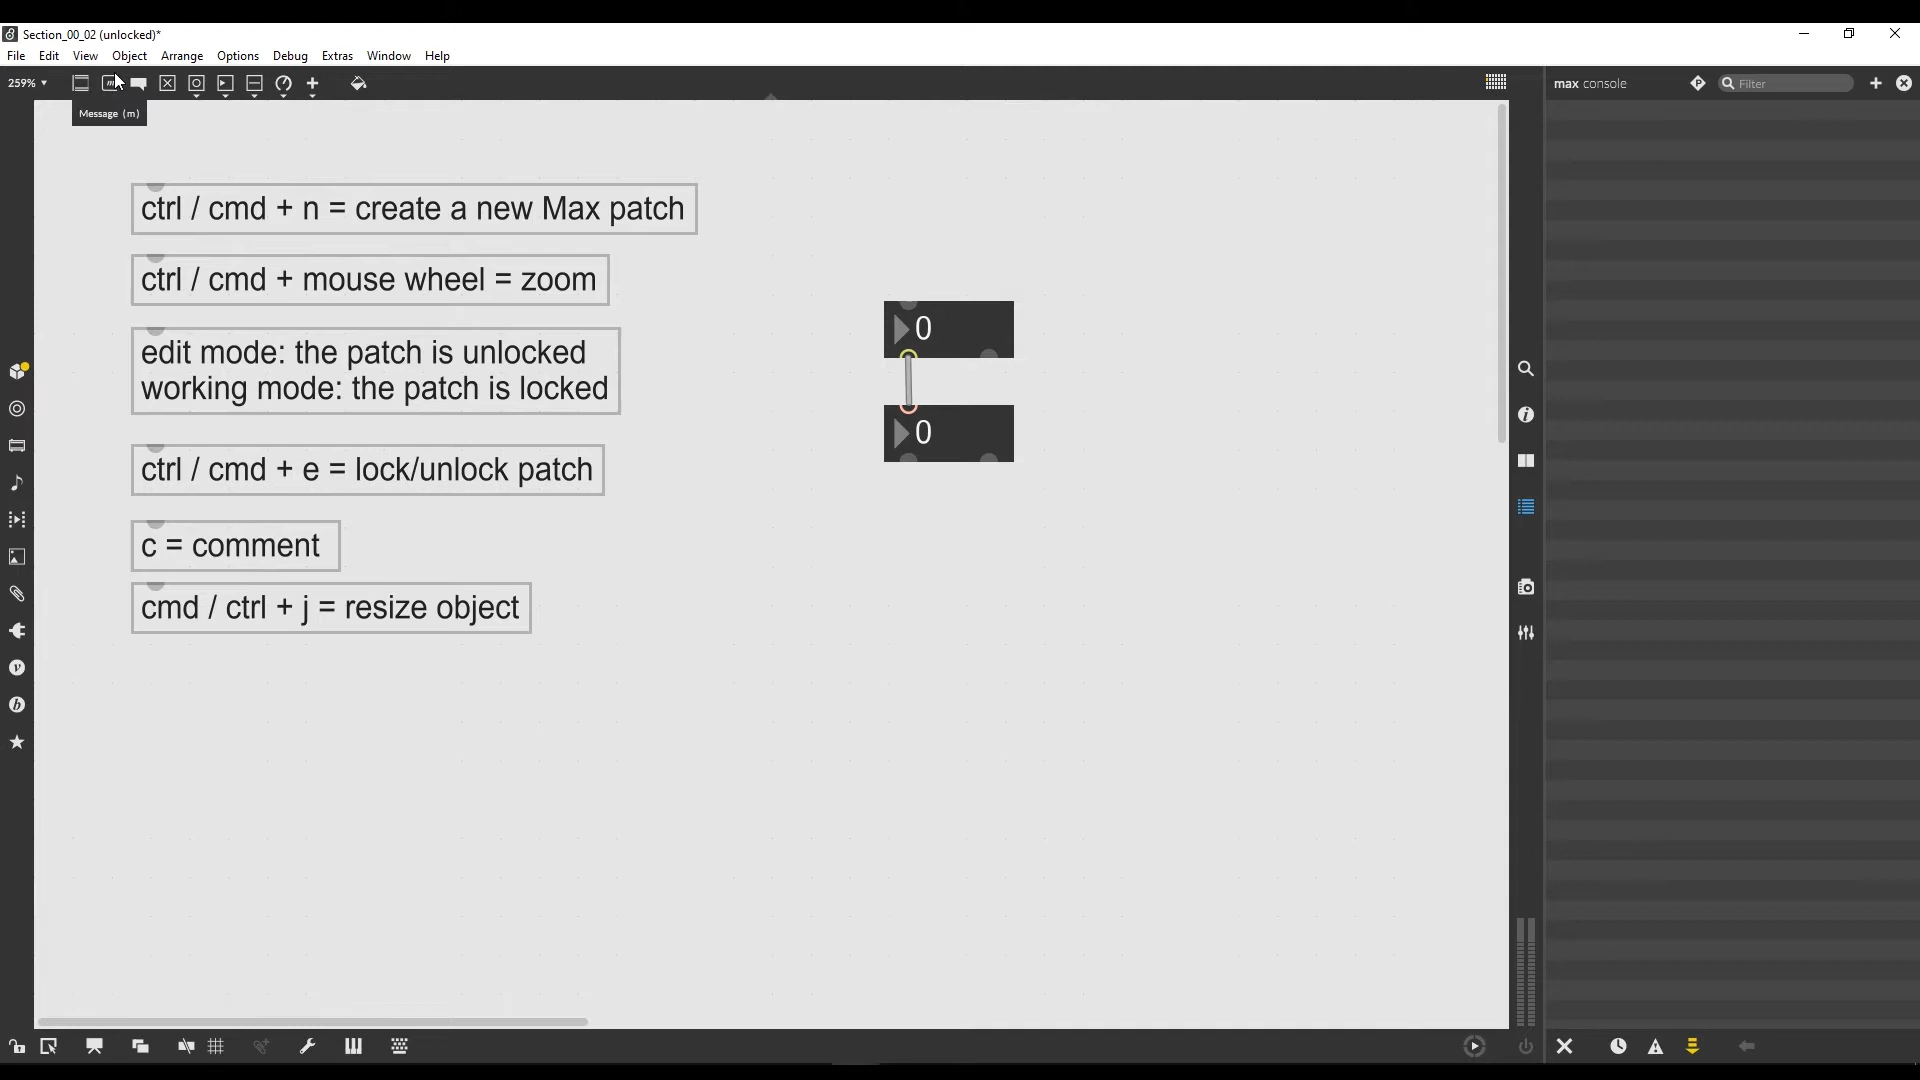 Section_00_02 (unlocked)*
File Edit View Object Arrange Options Debug Extras Window Help
259%
max console
Filter
Message (m)
ctrl / cmd + n = create a new Max patch
ctrl / cmd + mouse wheel = zoom
0
edit mode: the patch is unlocked
working mode: the patch is locked
0
ctrl / cmd + e = lock/unlock patch
c = comment
cmd / ctrl + j = resize object